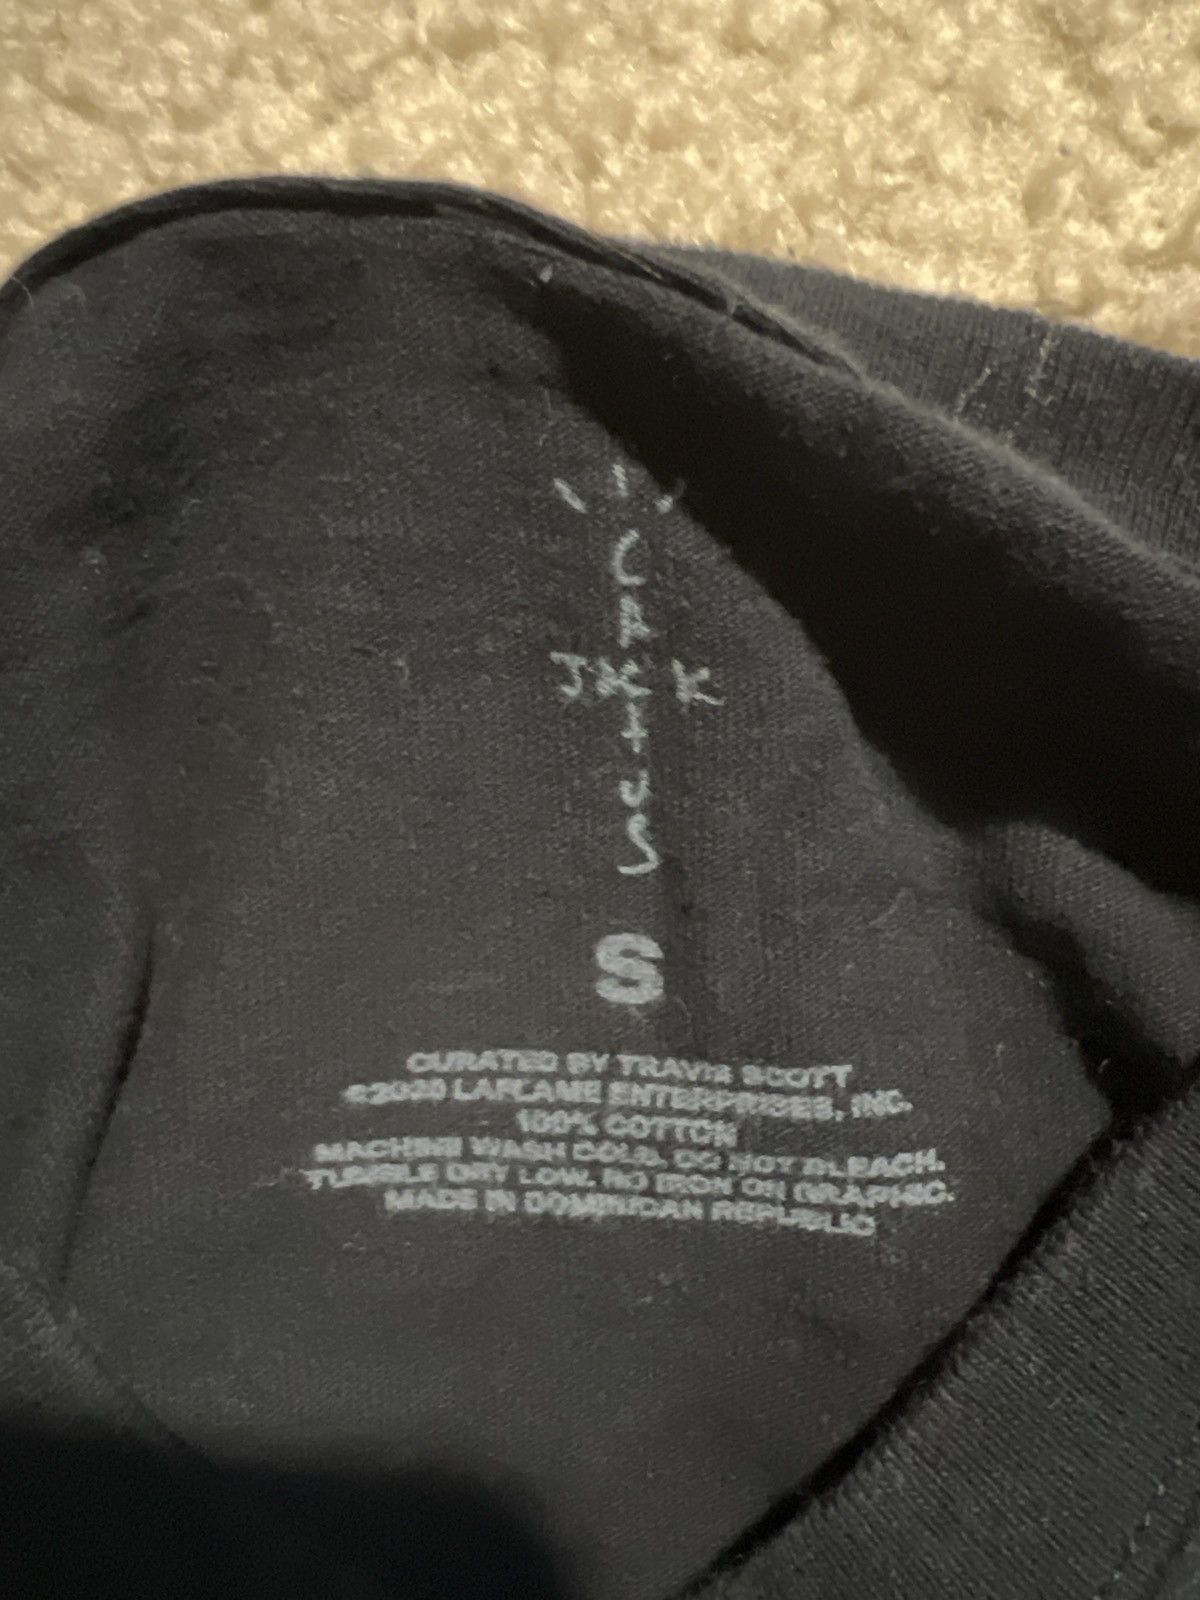 CACTUS
JACK
S
CURATED BY TRAVIS SCOTT
©2020 LAFLAME ENTERPRISES, INC.
100% COTTON
MACHINE WASH COLD. DO NOT BLEACH.
TUMBLE DRY LOW. NO IRON ON GRAPHIC.
MADE IN DOMINICAN REPUBLIC